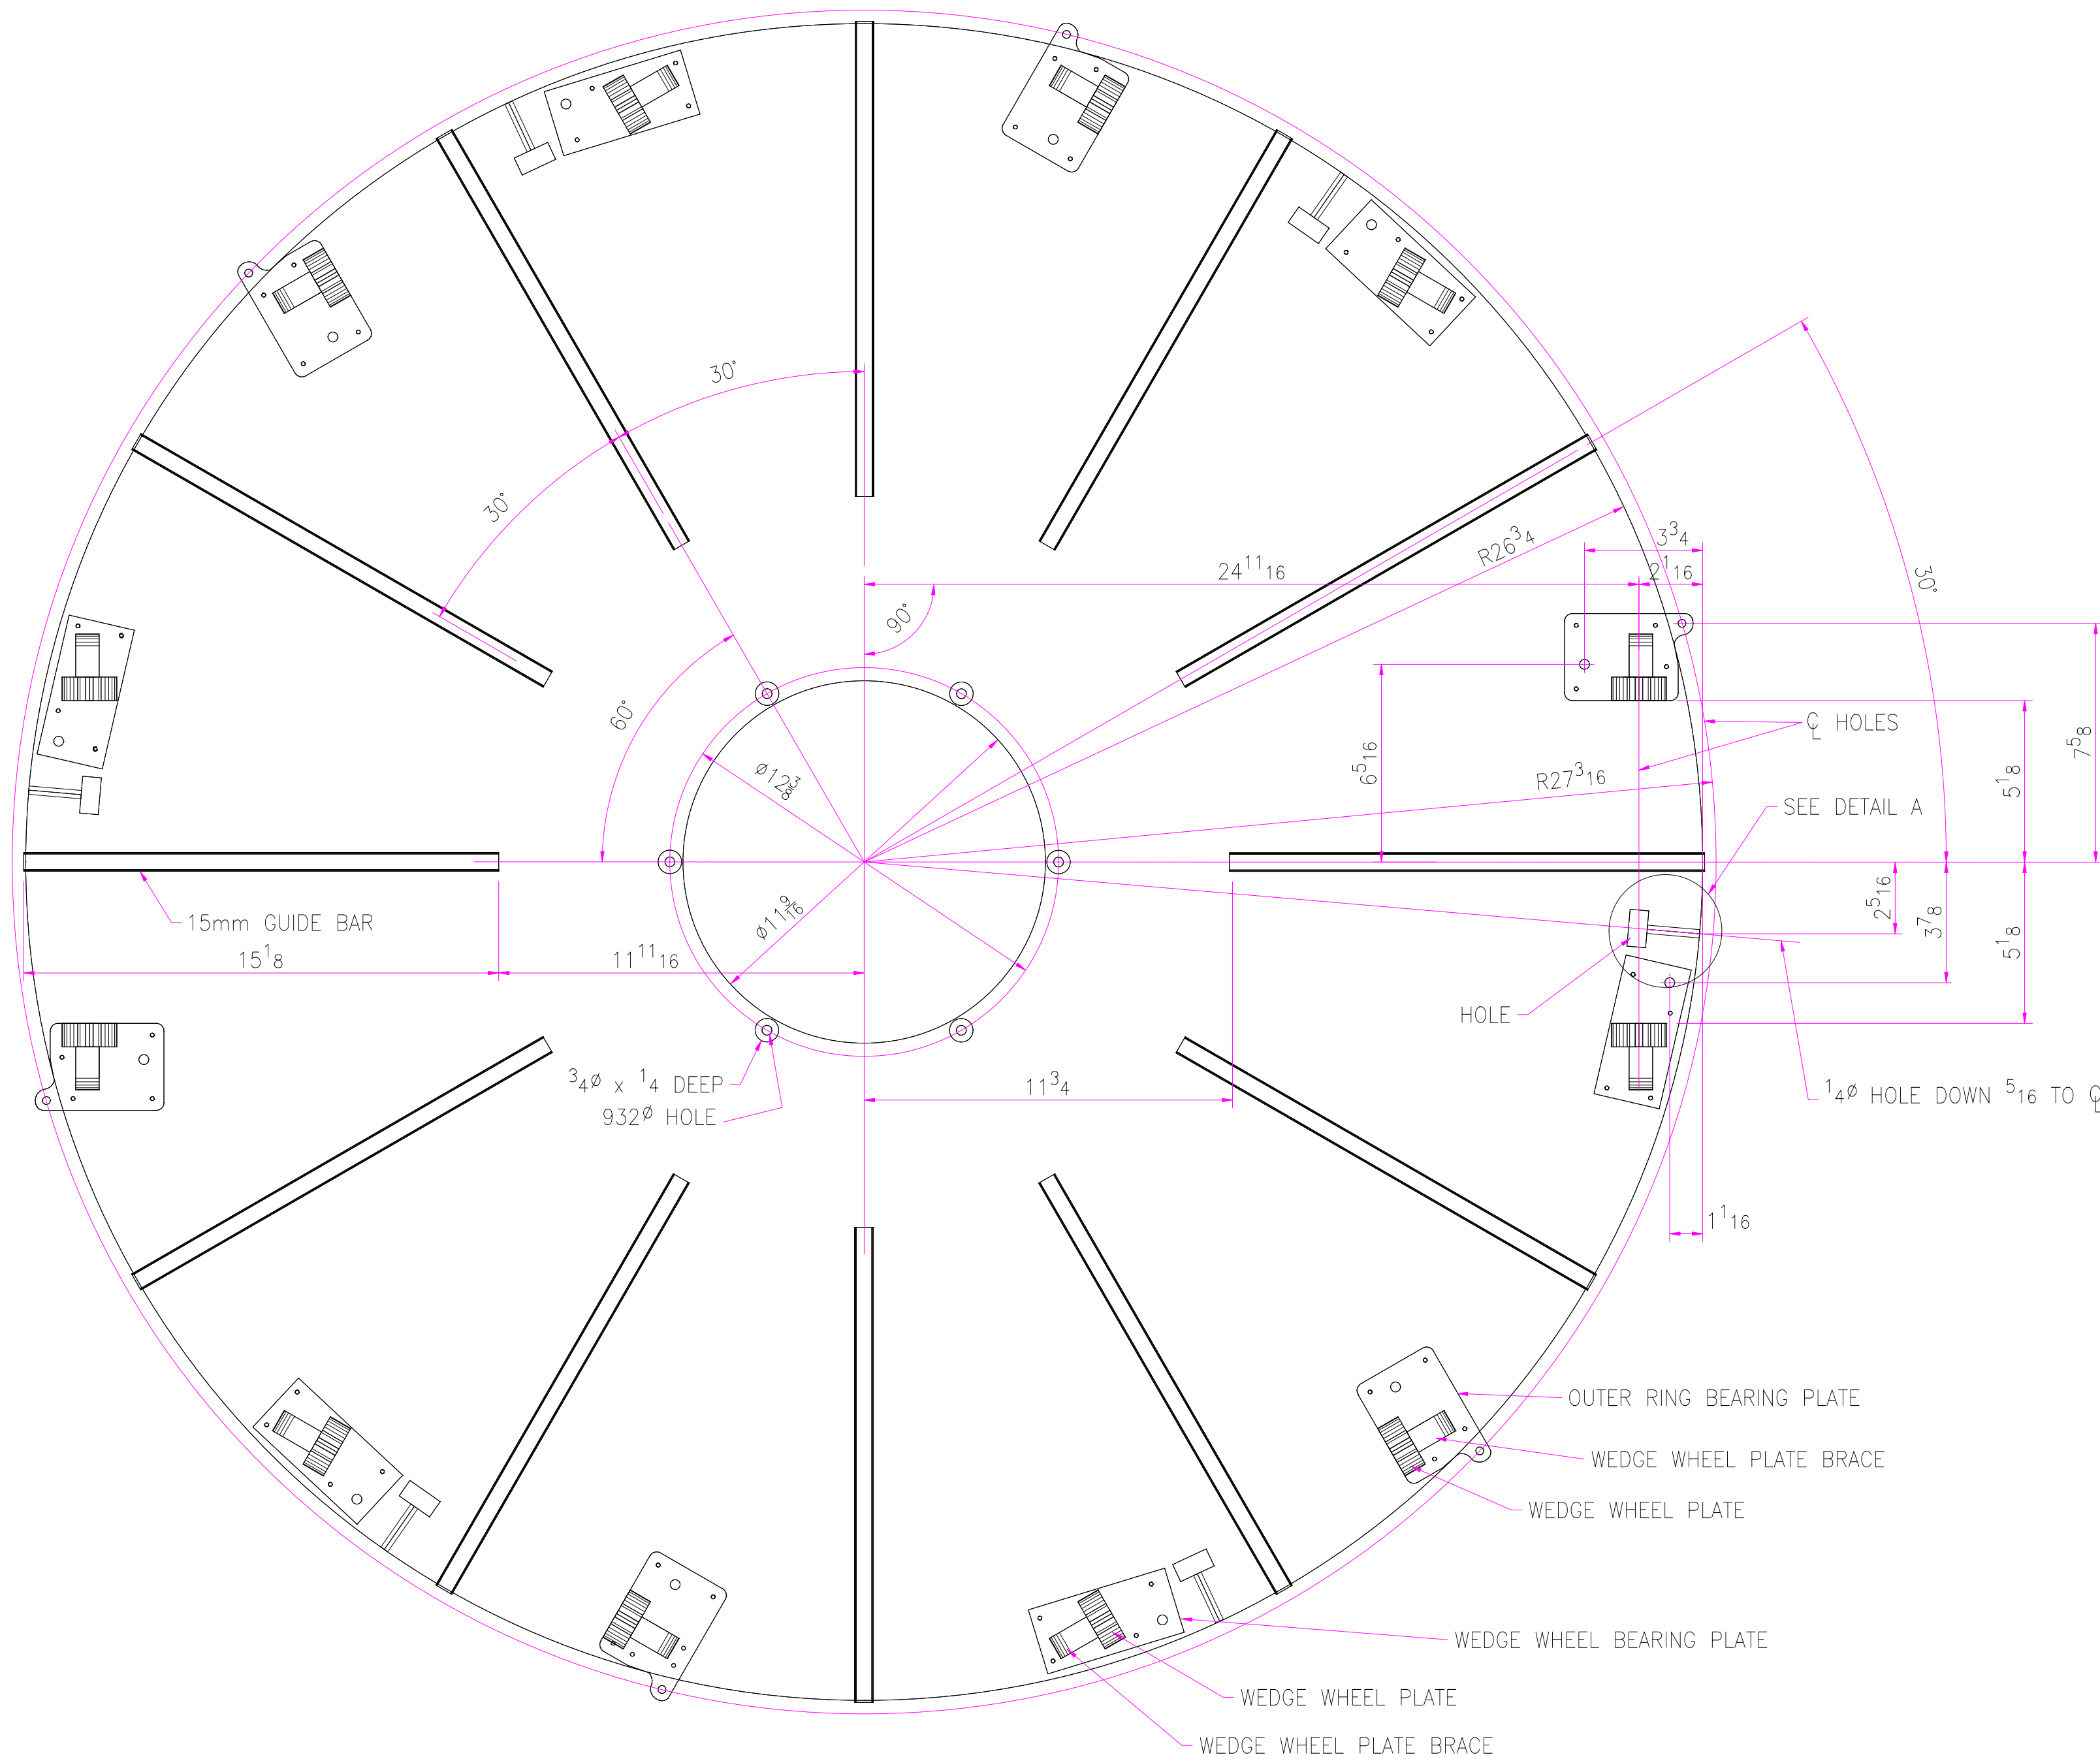 30°
30°
3 3/4
24 11/16
2 1/16
R26 3/4
30°
90°
60°
6 5/16
℄ HOLES
7 5/8
5 1/8
Ø12 3/8
R27 3/16
SEE DETAIL A
15mm GUIDE BAR
Ø11 9/16
2 5/16
3 7/8
5 1/8
15 1/8
11 11/16
HOLE
3/4Ø x 1/4 DEEP
932Ø HOLE
11 3/4
1/4Ø HOLE DOWN 5/16 TO ℄
1 1/16
OUTER RING BEARING PLATE
WEDGE WHEEL PLATE BRACE
WEDGE WHEEL PLATE
WEDGE WHEEL BEARING PLATE
WEDGE WHEEL PLATE
WEDGE WHEEL PLATE BRACE